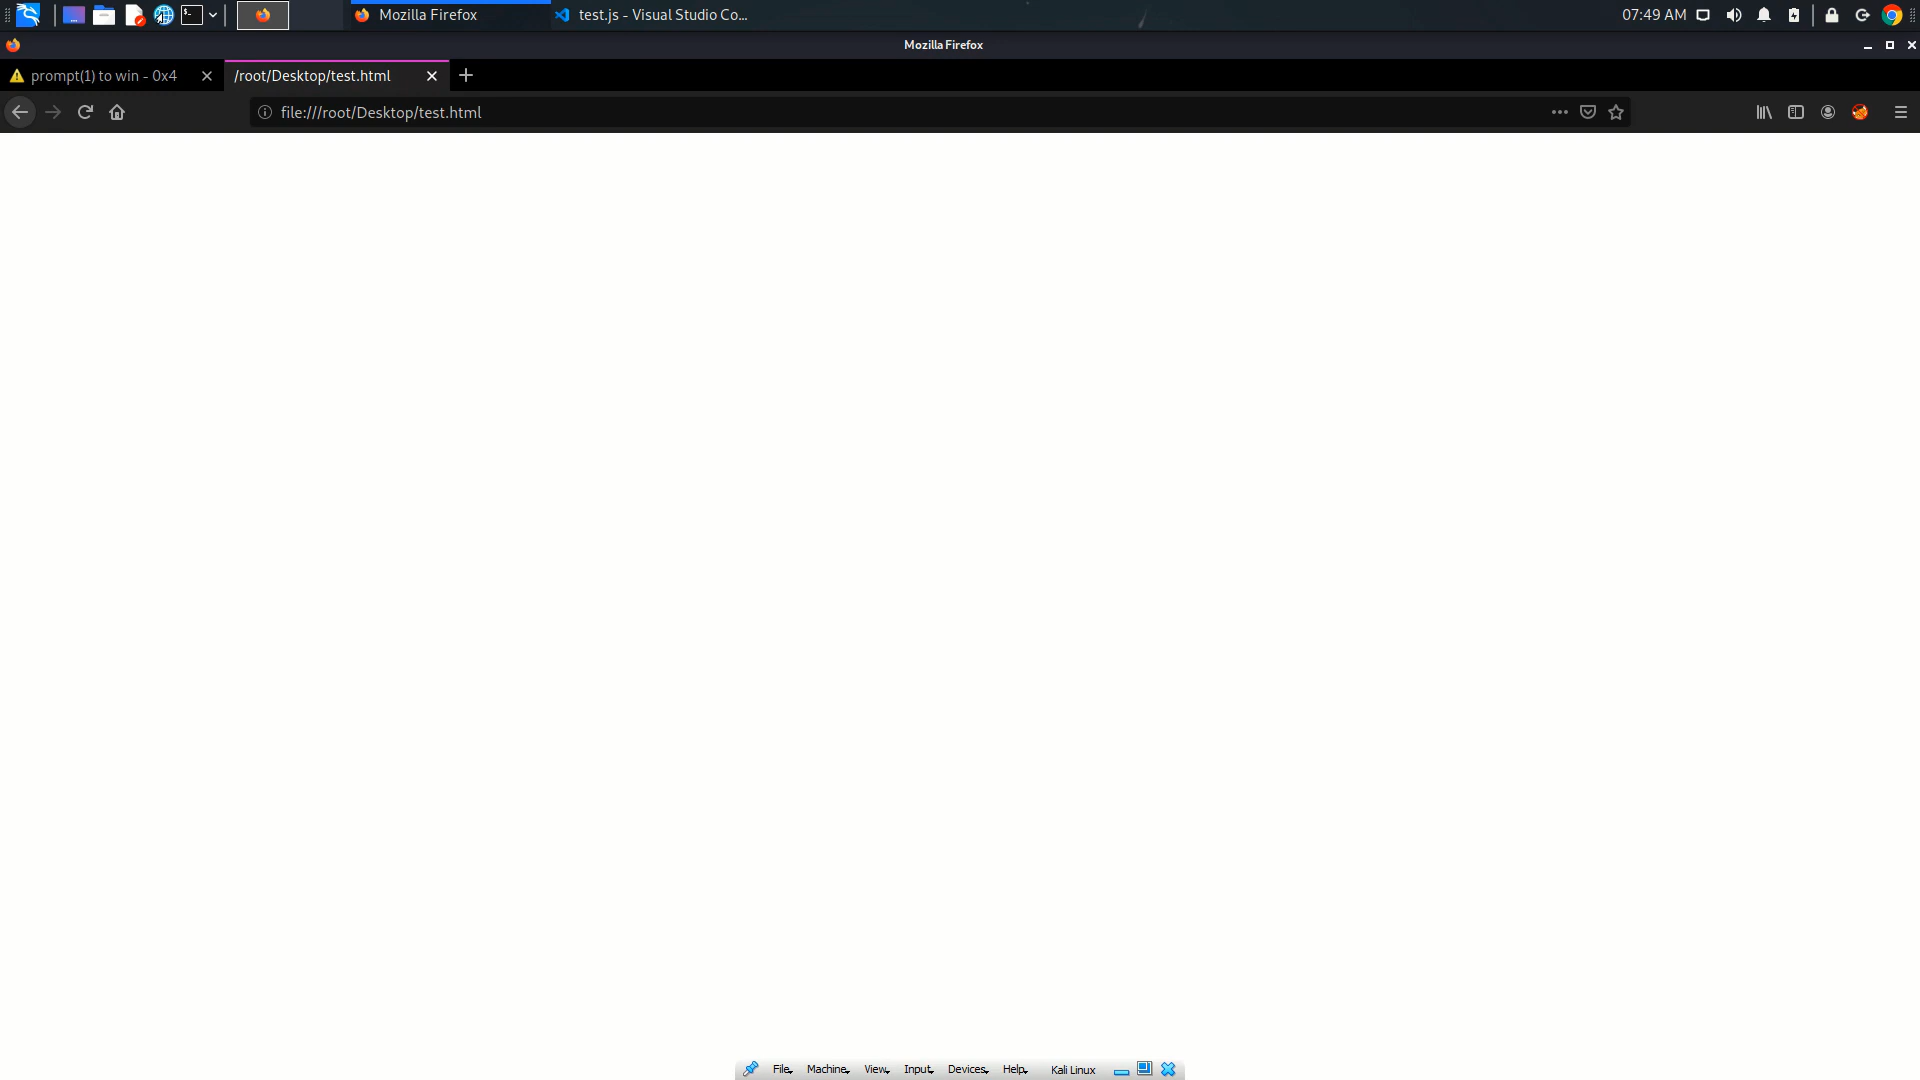 Mozilla Firefox
test.js - Visual Studio Co...
07:49 AM
Mozilla Firefox
prompt(1) to win - 0x4
/root/Desktop/test.html
file:///root/Desktop/test.html
File
Machine
View
Input
Devices
Help
Kali Linux